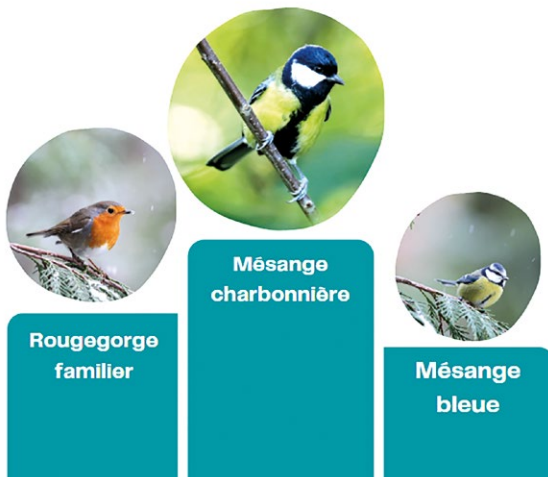 Mésange
charbonnière
Rougegorge
familier
Mésange
bleue